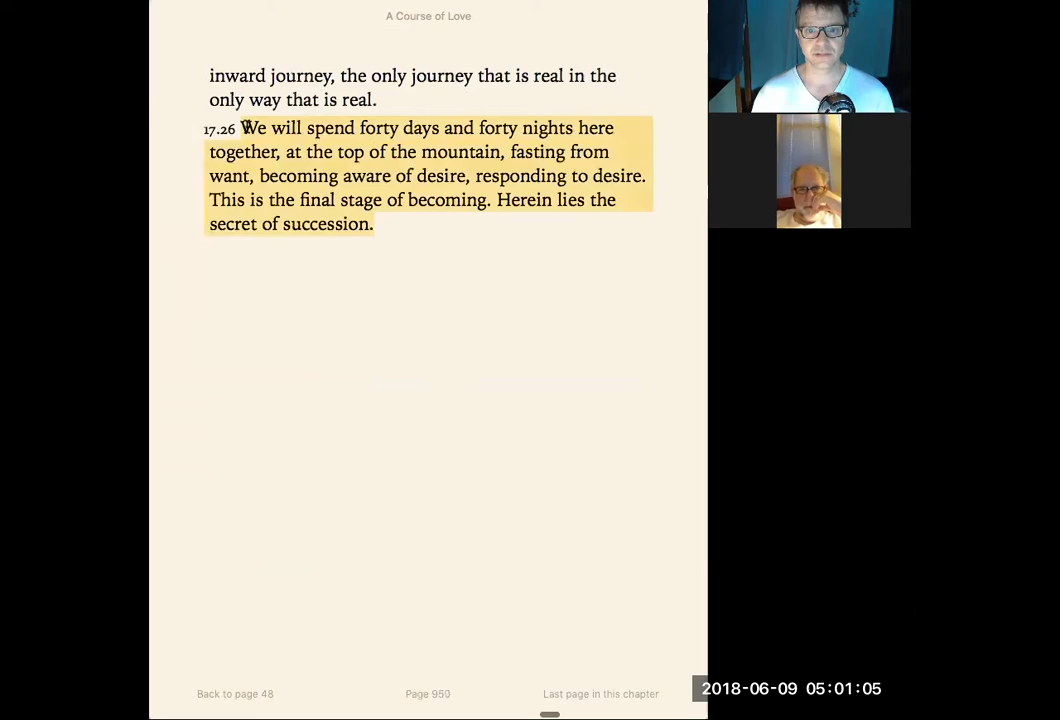 A Course of Love
inward journey, the only journey that is real in the
only way that is real.
17.26 We will spend forty days and forty nights here
together, at the top of the mountain, fasting from
want, becoming aware of desire, responding to desire.
This is the final stage of becoming. Herein lies the
secret of succession.
Back to page 48 Page 950 Last page in this chapter
2018-06-09 05:01:05